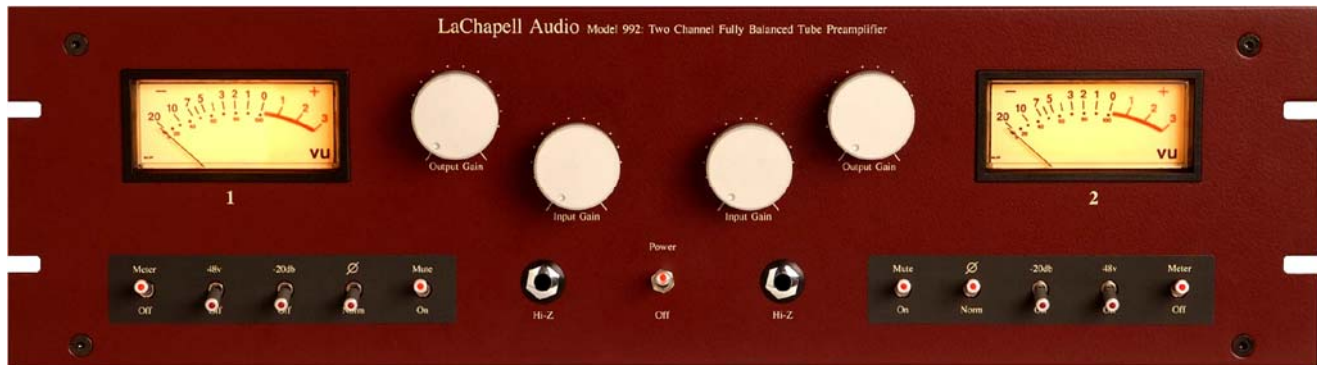 LaChapell Audio Model 992: Two Channel Fully Balanced Tube Preamplifier
− 20 10 7 5 3 2 1 0 1 2 3 +
VU
1
Output Gain
Input Gain
Input Gain
Output Gain
− 20 10 7 5 3 2 1 0 1 2 3 +
VU
2
Meter -48v -20db Ø Mute
Off Off Off Norm On
Hi-Z
Power
Off
Hi-Z
Mute Ø -20db 48v Meter
On Norm Off